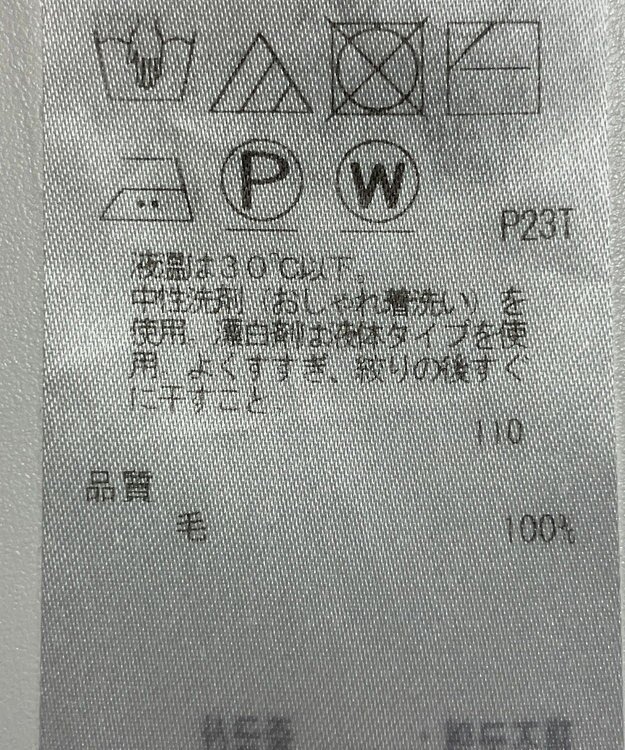 P
W
P23T
液温は３０℃以下。
中性洗剤（おしゃれ着洗い）を
使用。漂白剤は液体タイプを使
用。よくすすぎ、絞りの後すぐ
に干すこと。
110
品質
毛 100%